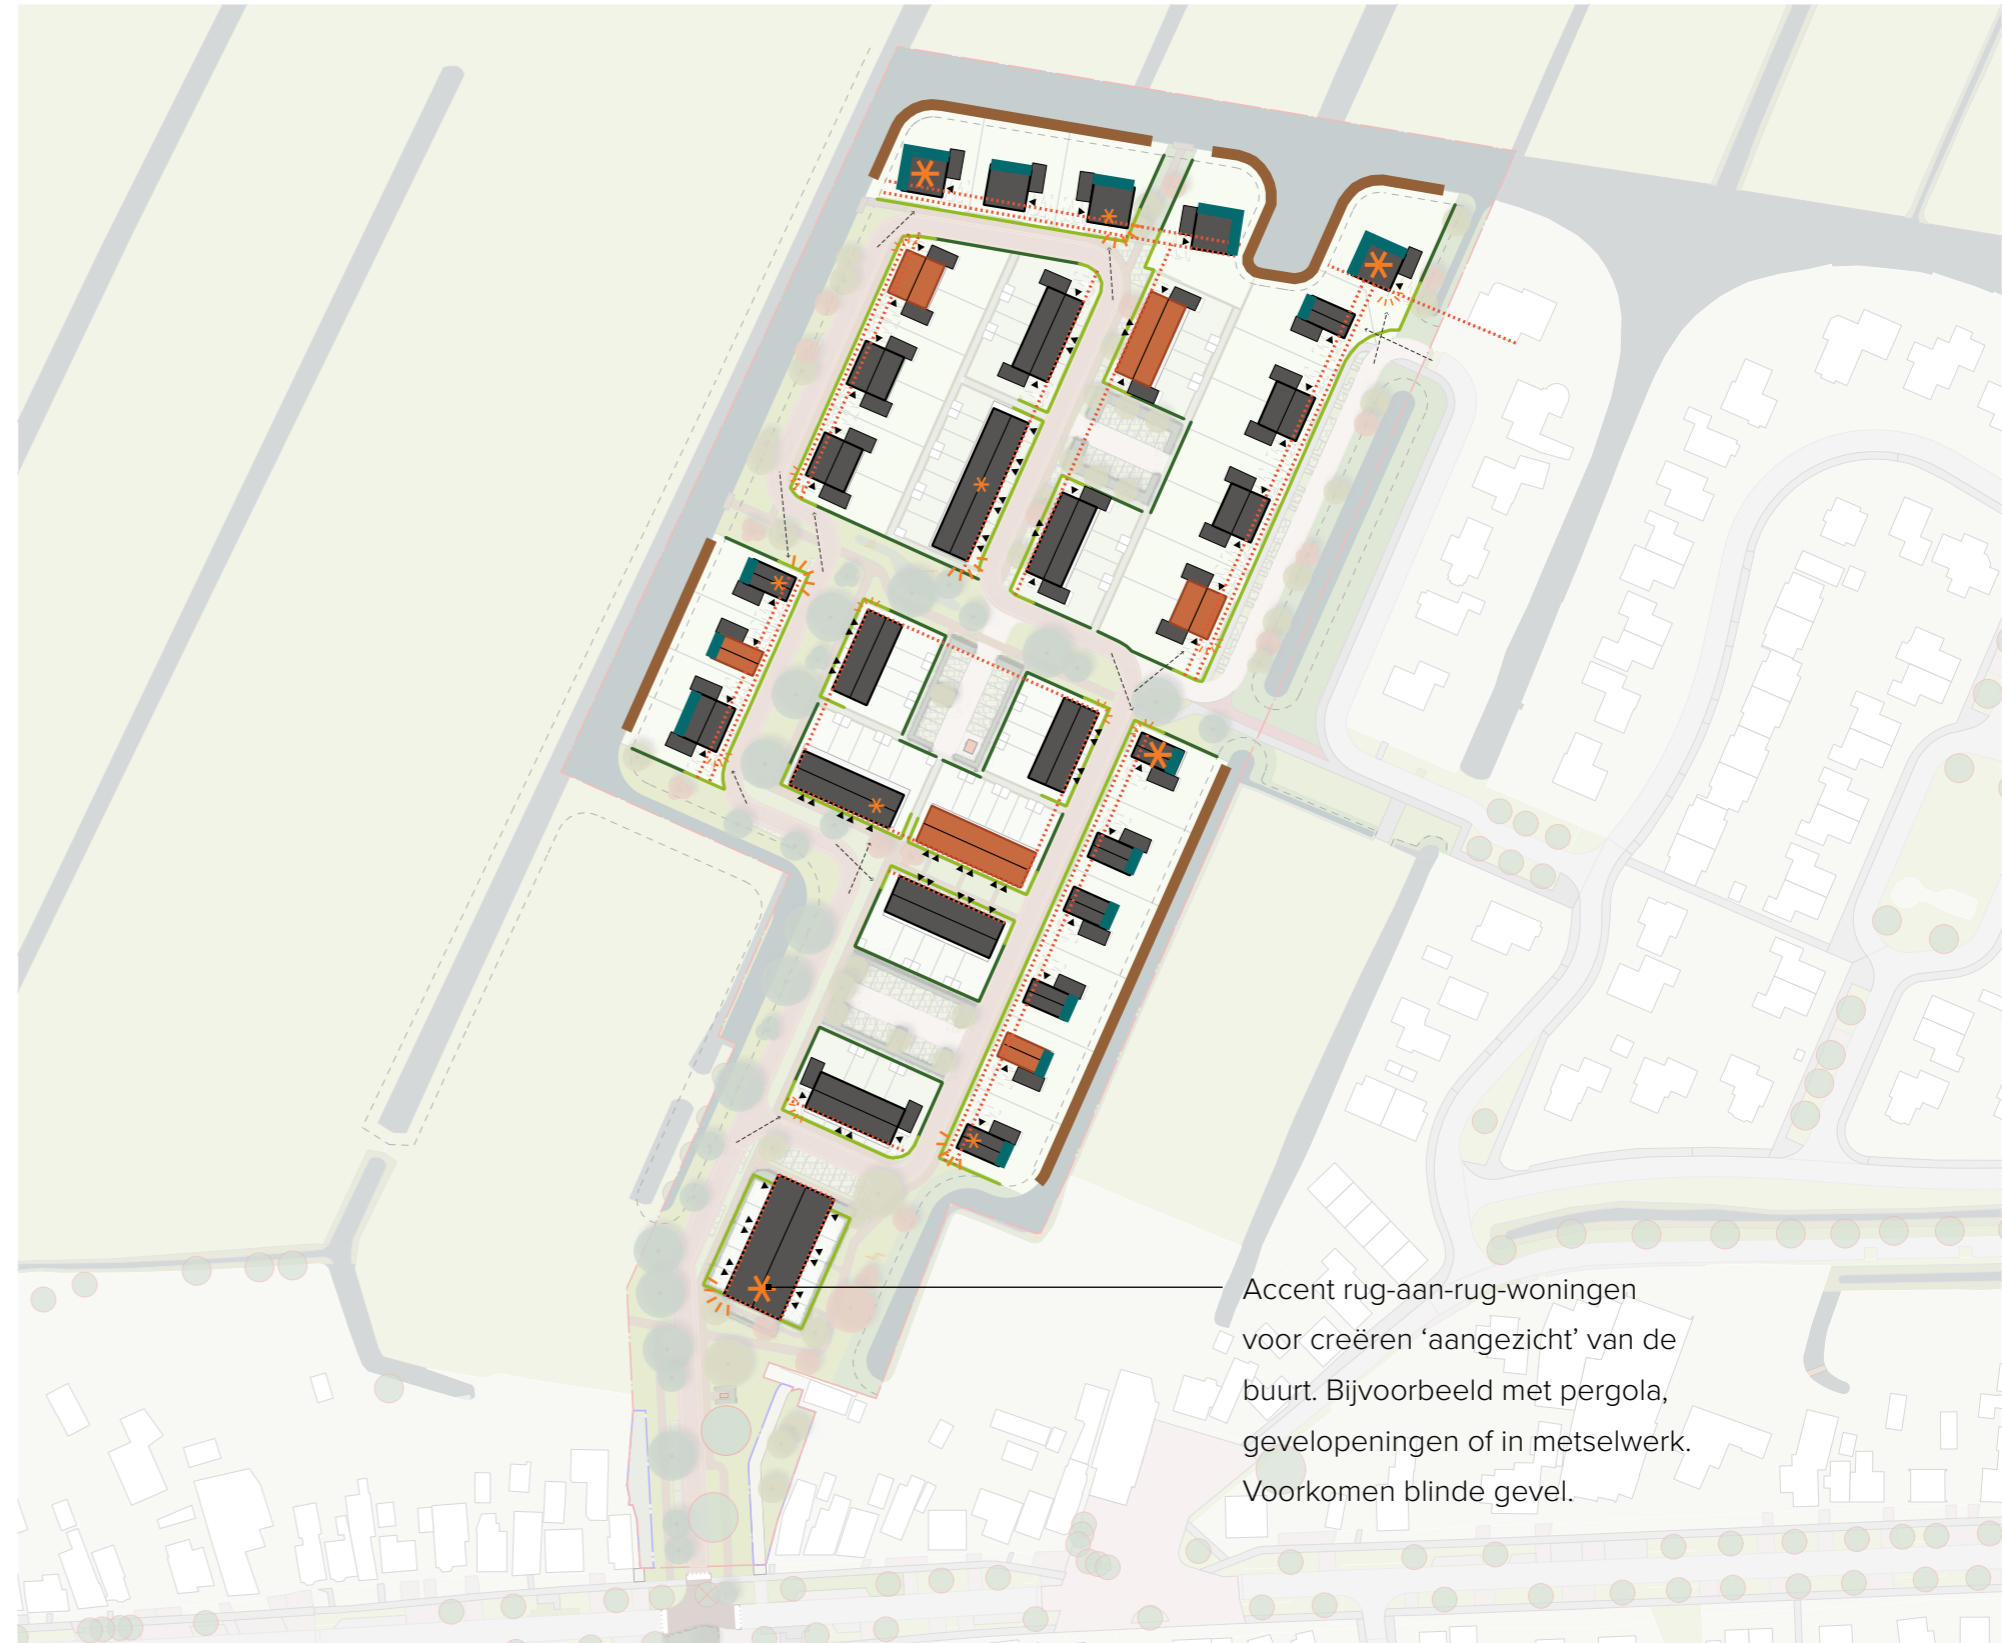 Accent rug-aan-rug-woningen
voor creëren ‘aangezicht’ van de
buurt. Bijvoorbeeld met pergola,
gevelopeningen of in metselwerk.
Voorkomen blinde gevel.